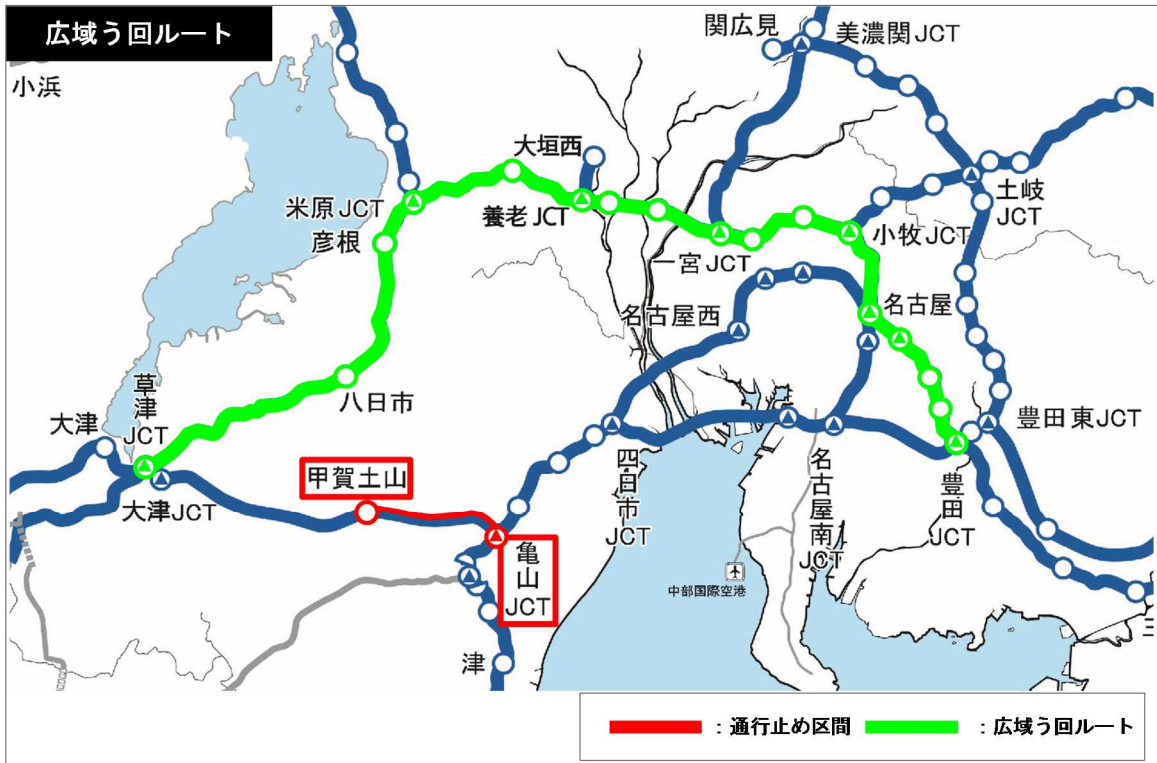 広域う回ルート
小浜
関広見
美濃関JCT
大垣西
土岐
JCT
米原JCT
養老JCT
小牧JCT
彦根
一宮JCT
名古屋西
名古屋
草津
JCT
八日市
大津
豊田東JCT
甲賀土山
大津JCT
四日市
JCT
名古屋南
JCT
豊田
JCT
亀山
JCT
中部国際空港
津
:通行止め区間
:広域う回ルート